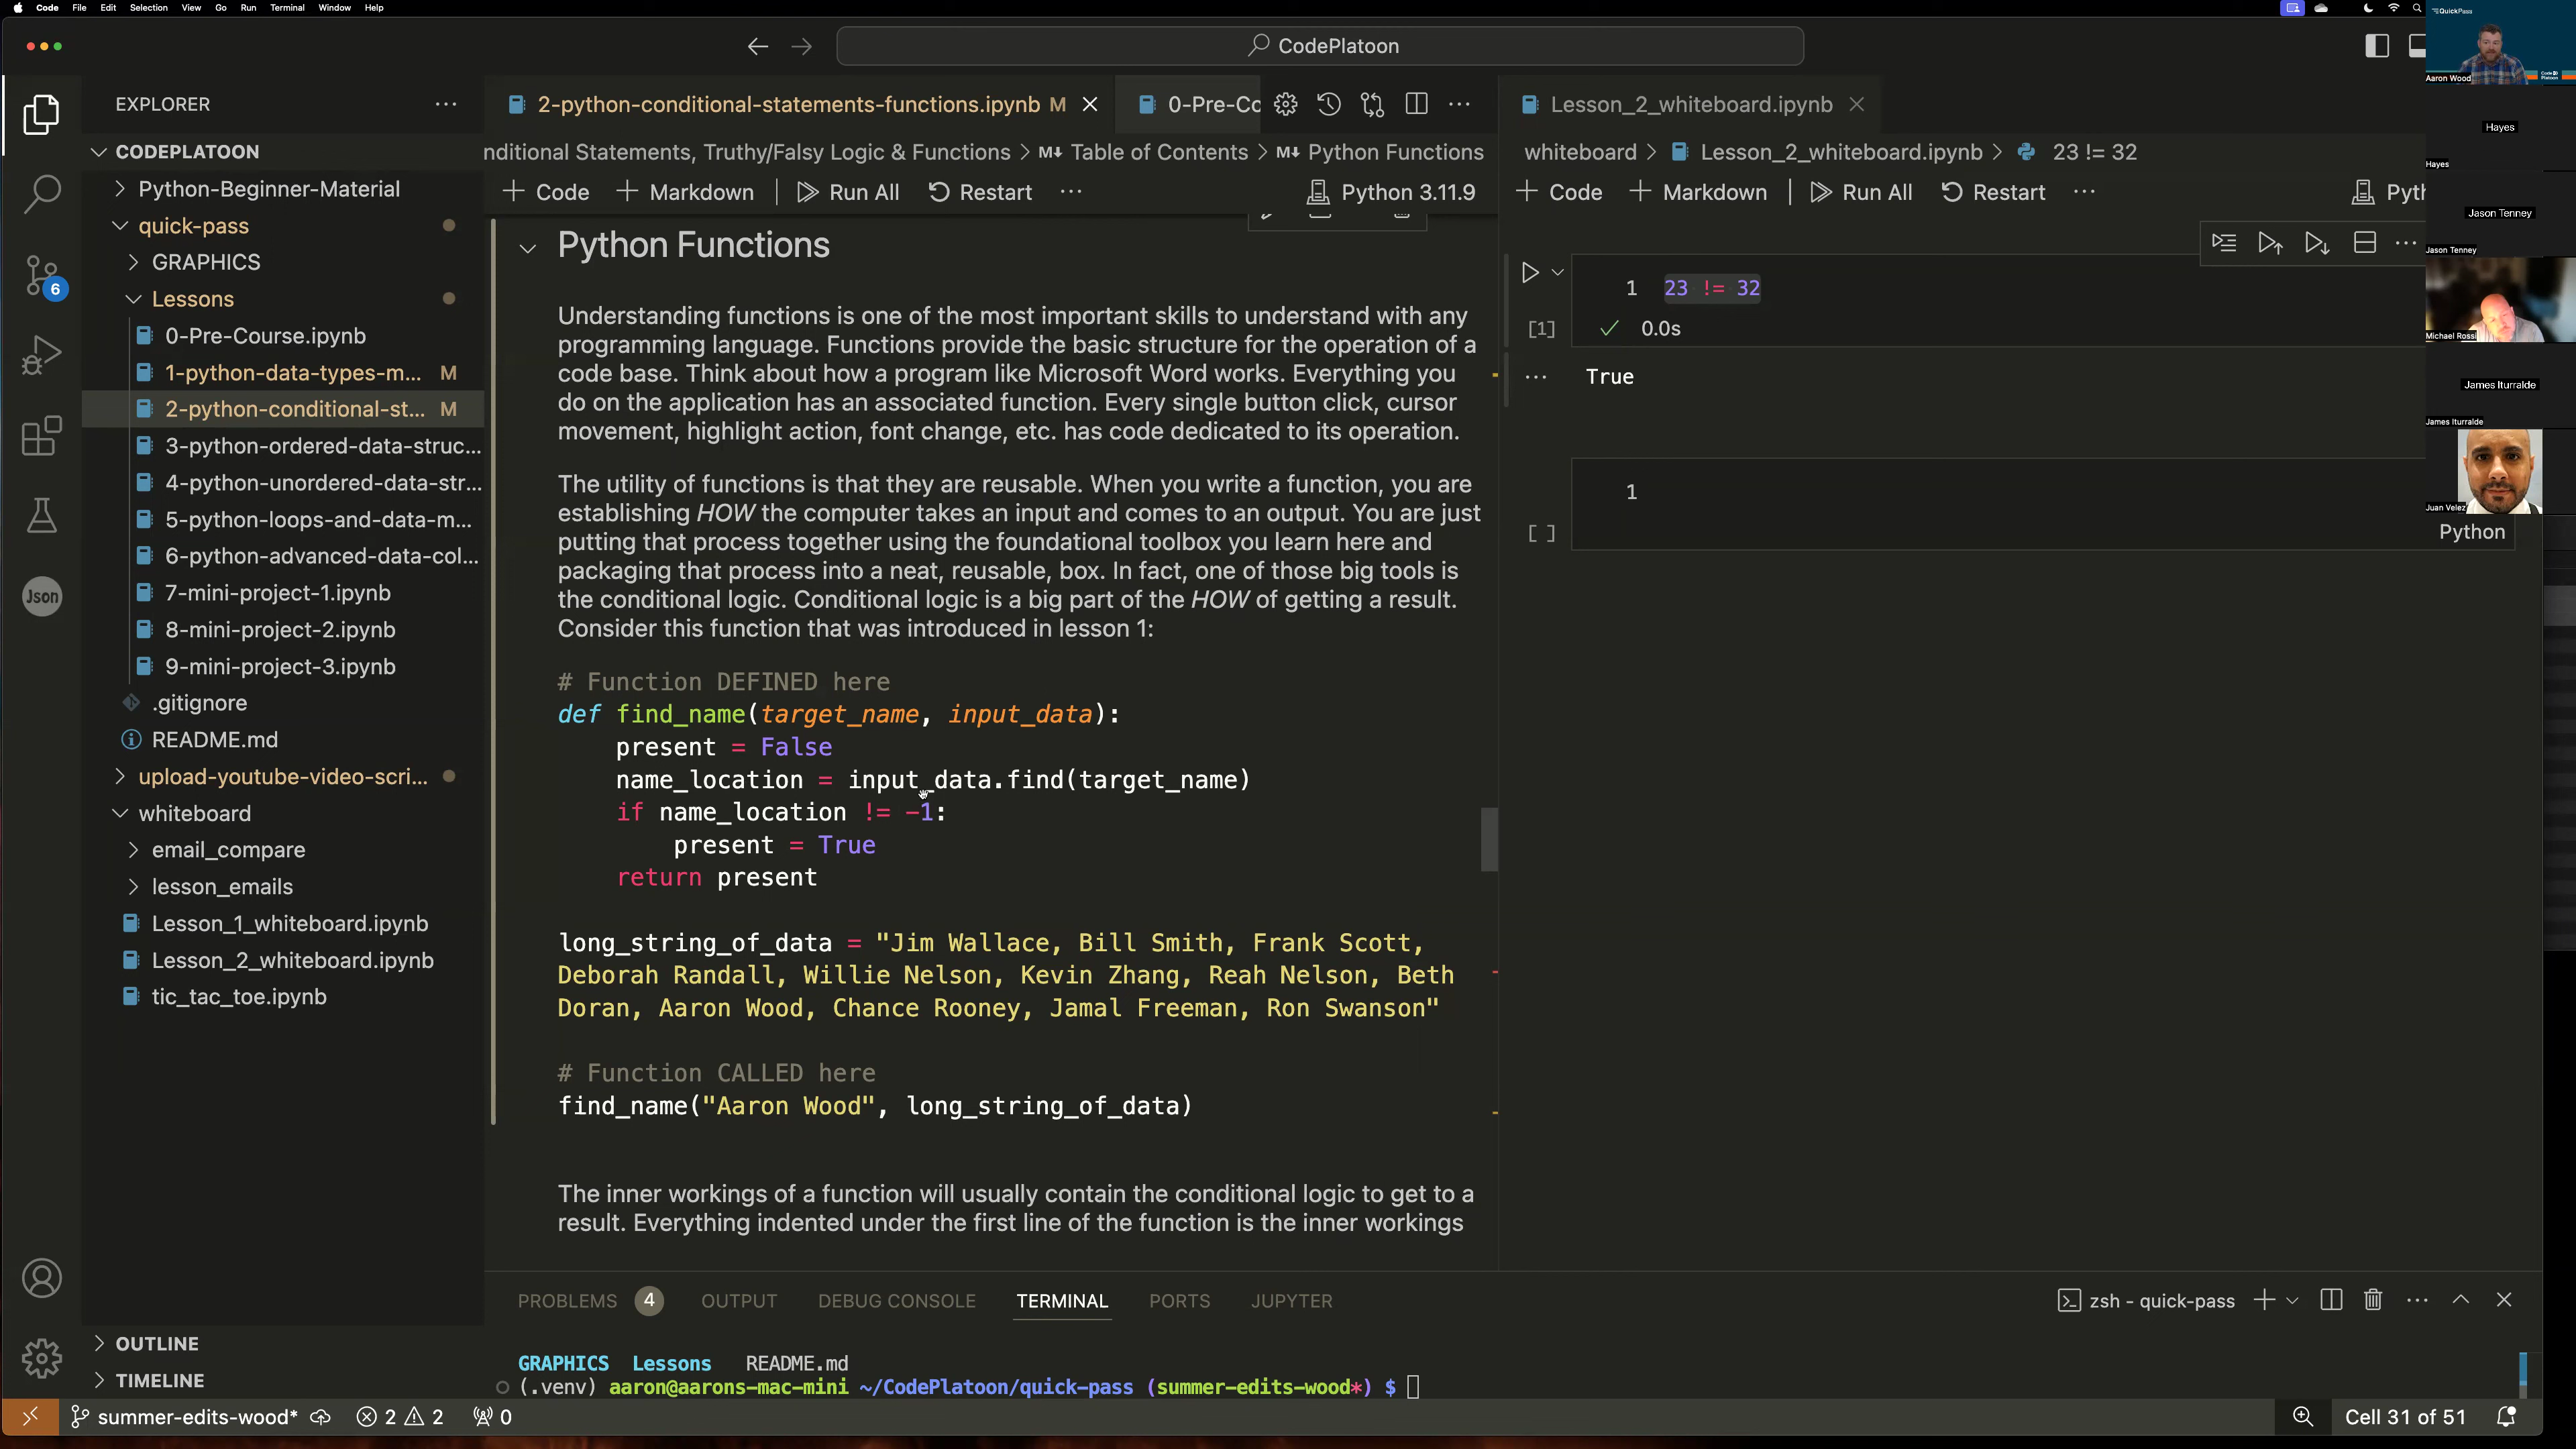 Code File Edit Selection View Go Run Terminal Window Help
CodePlatoon
EXPLORER
CODEPLATOON
Python-Beginner-Material
quick-pass
GRAPHICS
Lessons
0-Pre-Course.ipynb
1-python-data-types-m... M
2-python-conditional-st... M
3-python-ordered-data-struc...
4-python-unordered-data-str...
5-python-loops-and-data-m...
6-python-advanced-data-col...
7-mini-project-1.ipynb
8-mini-project-2.ipynb
9-mini-project-3.ipynb
.gitignore
README.md
upload-youtube-video-scri...
whiteboard
email_compare
lesson_emails
Lesson_1_whiteboard.ipynb
Lesson_2_whiteboard.ipynb
tic_tac_toe.ipynb
OUTLINE
TIMELINE
6
Json
2-python-conditional-statements-functions.ipynb M
0-Pre-Co
nditional Statements, Truthy/Falsy Logic & Functions > M↓ Table of Contents > M↓ Python Functions
+ Code + Markdown Run All Restart ... Python 3.11.9
Python Functions
Understanding functions is one of the most important skills to understand with any
programming language. Functions provide the basic structure for the operation of a
code base. Think about how a program like Microsoft Word works. Everything you
do on the application has an associated function. Every single button click, cursor
movement, highlight action, font change, etc. has code dedicated to its operation.
The utility of functions is that they are reusable. When you write a function, you are
establishing HOW the computer takes an input and comes to an output. You are just
putting that process together using the foundational toolbox you learn here and
packaging that process into a neat, reusable, box. In fact, one of those big tools is
the conditional logic. Conditional logic is a big part of the HOW of getting a result.
Consider this function that was introduced in lesson 1:
# Function DEFINED here
def find_name(target_name, input_data):
present = False
name_location = input_data.find(target_name)
if name_location != -1:
present = True
return present
long_string_of_data = "Jim Wallace, Bill Smith, Frank Scott,
Deborah Randall, Willie Nelson, Kevin Zhang, Reah Nelson, Beth
Doran, Aaron Wood, Chance Rooney, Jamal Freeman, Ron Swanson"
# Function CALLED here
find_name("Aaron Wood", long_string_of_data)
The inner workings of a function will usually contain the conditional logic to get to a
result. Everything indented under the first line of the function is the inner workings
Lesson_2_whiteboard.ipynb
whiteboard > Lesson_2_whiteboard.ipynb > 23 != 32
+ Code + Markdown Run All Restart ... Pyt
1 23 != 32
[1] 0.0s
... True
1
[ ]
Python
QuickPass
Aaron Wood
Code Platoon
Hayes
Hayes
Jason Tenney
Jason Tenney
Michael Rossi
James Iturralde
James Iturralde
Juan Velez
PROBLEMS 4 OUTPUT DEBUG CONSOLE TERMINAL PORTS JUPYTER
zsh - quick-pass
GRAPHICS Lessons README.md
(.venv) aaron@aarons-mac-mini ~/CodePlatoon/quick-pass (summer-edits-wood*) $
summer-edits-wood* 2 2 0
Cell 31 of 51